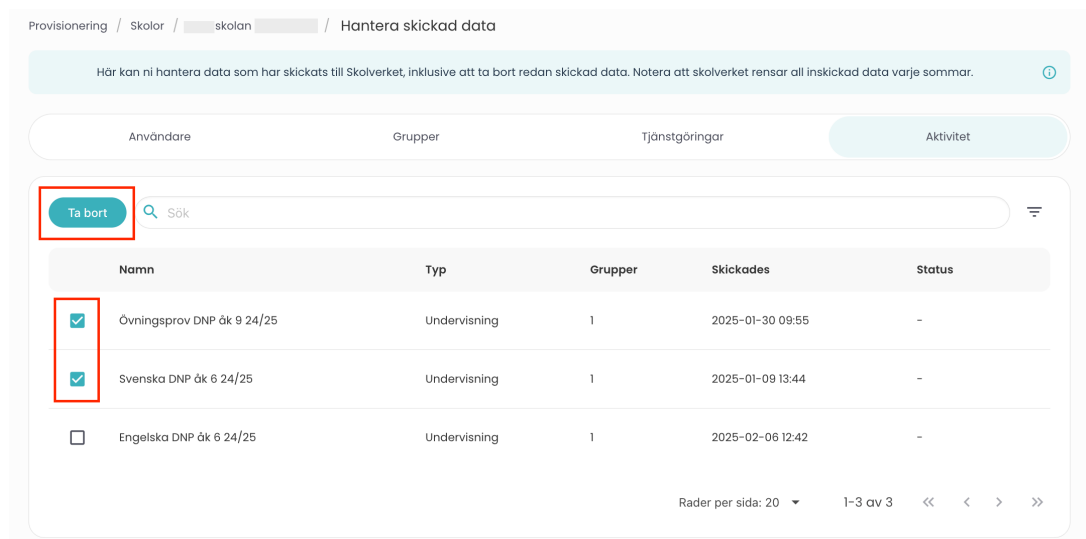 Provisionering / Skolor / skolan / Hantera skickad data
Här kan ni hantera data som har skickats till Skolverket, inklusive att ta bort redan skickad data. Notera att skolverket rensar all inskickad data varje sommar.
Användare Grupper Tjänstgöringar Aktivitet
Ta bort Sök
Namn Typ Grupper Skickades Status
Övningsprov DNP åk 9 24/25 Undervisning 1 2025-01-30 09:55 -
Svenska DNP åk 6 24/25 Undervisning 1 2025-01-09 13:44 -
Engelska DNP åk 6 24/25 Undervisning 1 2025-02-06 12:42 -
Rader per sida: 20 1-3 av 3